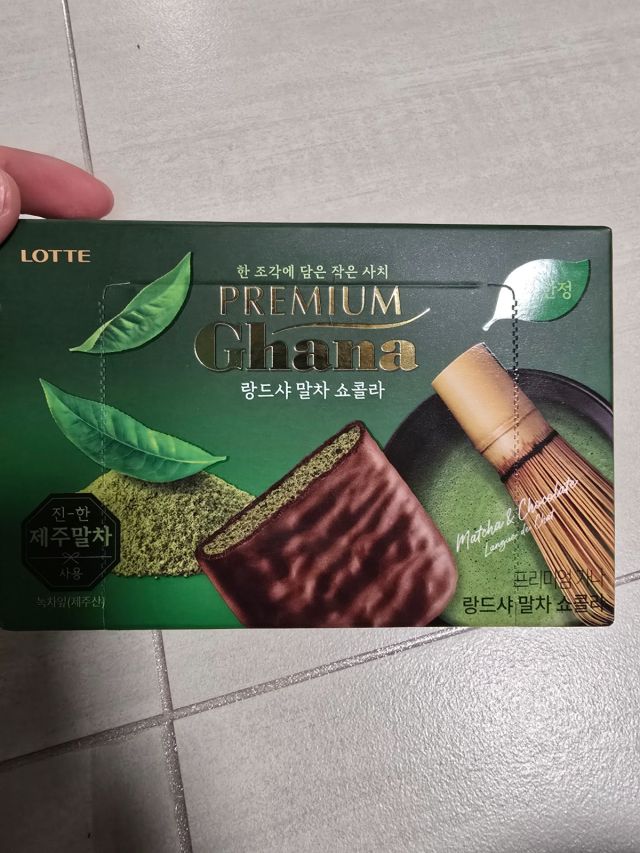 LOTTE
한 조각에 담은 작은 사치
PREMIUM
Ghana
랑드샤 말차 쇼콜라
한정
진-한
제주말차
사용
녹차잎(제주산)
Matcha & Chocolate
Langue de Chat
프리미엄 가나
랑드샤 말차 쇼콜라